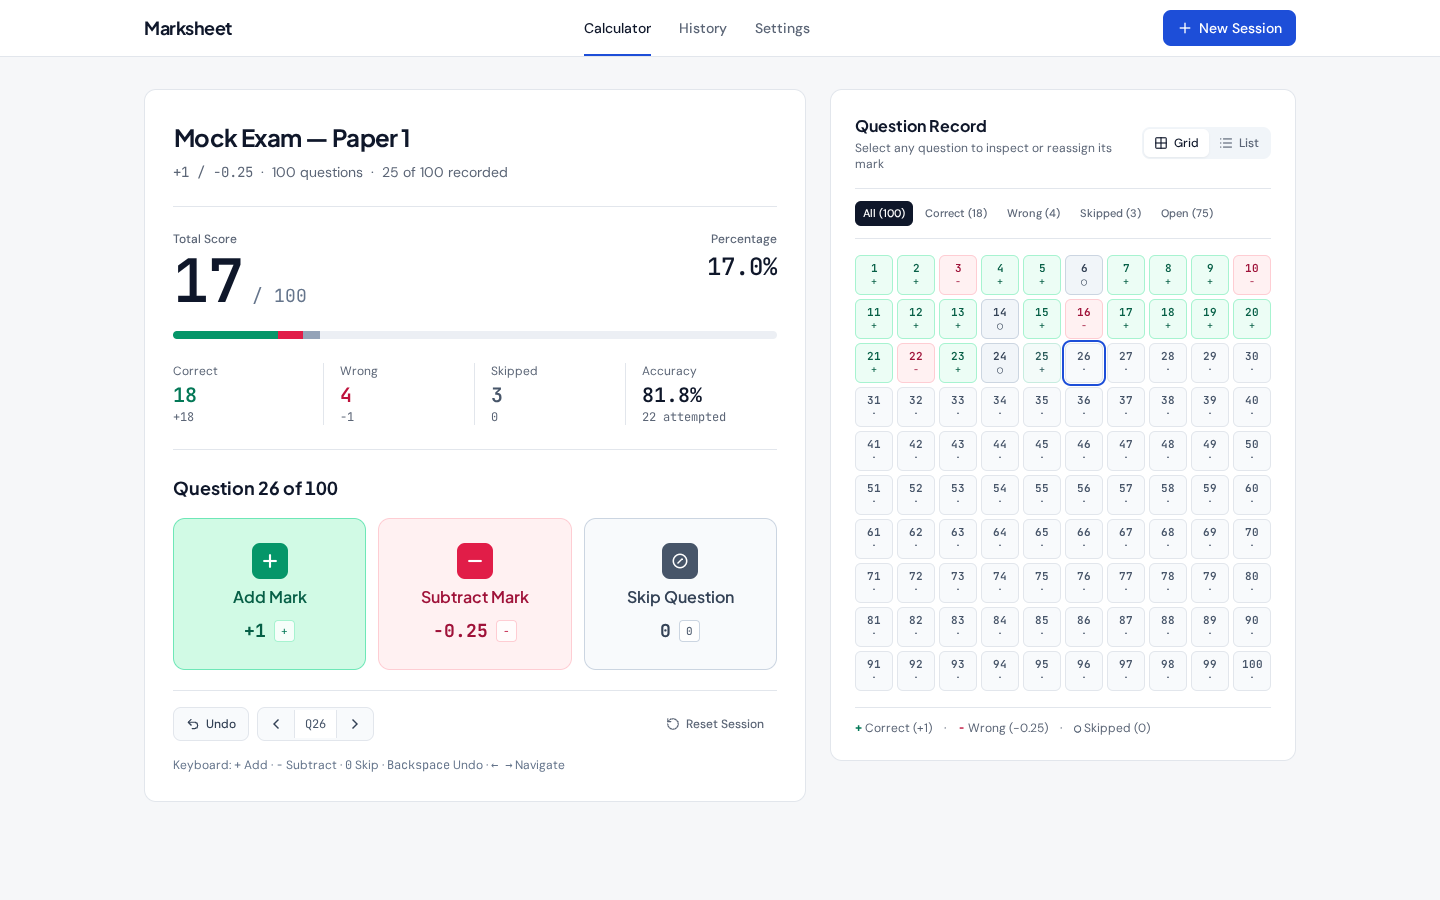 Marksheet
Calculator
History
Settings
+ New Session
Mock Exam — Paper 1
+1 / -0.25 · 100 questions · 25 of 100 recorded
Total Score
Percentage
17 / 100
17.0%
Correct
18
+18
Wrong
4
-1
Skipped
3
0
Accuracy
81.8%
22 attempted
Question 26 of 100
Add Mark
+1 +
Subtract Mark
-0.25 -
Skip Question
0 0
Undo
Q26
Reset Session
Keyboard: + Add · - Subtract · 0 Skip · Backspace Undo · ← → Navigate
Question Record
Select any question to inspect or reassign its
mark
Grid
List
All (100) Correct (18) Wrong (4) Skipped (3) Open (75)
1 2 3 4 5 6 7 8 9 10
+ + - + + ○ + + + -
11 12 13 14 15 16 17 18 19 20
+ + + ○ + - + + + +
21 22 23 24 25 26 27 28 29 30
+ - + ○ + · · · · ·
31 32 33 34 35 36 37 38 39 40
· · · · · · · · · ·
41 42 43 44 45 46 47 48 49 50
· · · · · · · · · ·
51 52 53 54 55 56 57 58 59 60
· · · · · · · · · ·
61 62 63 64 65 66 67 68 69 70
· · · · · · · · · ·
71 72 73 74 75 76 77 78 79 80
· · · · · · · · · ·
81 82 83 84 85 86 87 88 89 90
· · · · · · · · · ·
91 92 93 94 95 96 97 98 99 100
· · · · · · · · · ·
+ Correct (+1) · - Wrong (−0.25) · ○ Skipped (0)